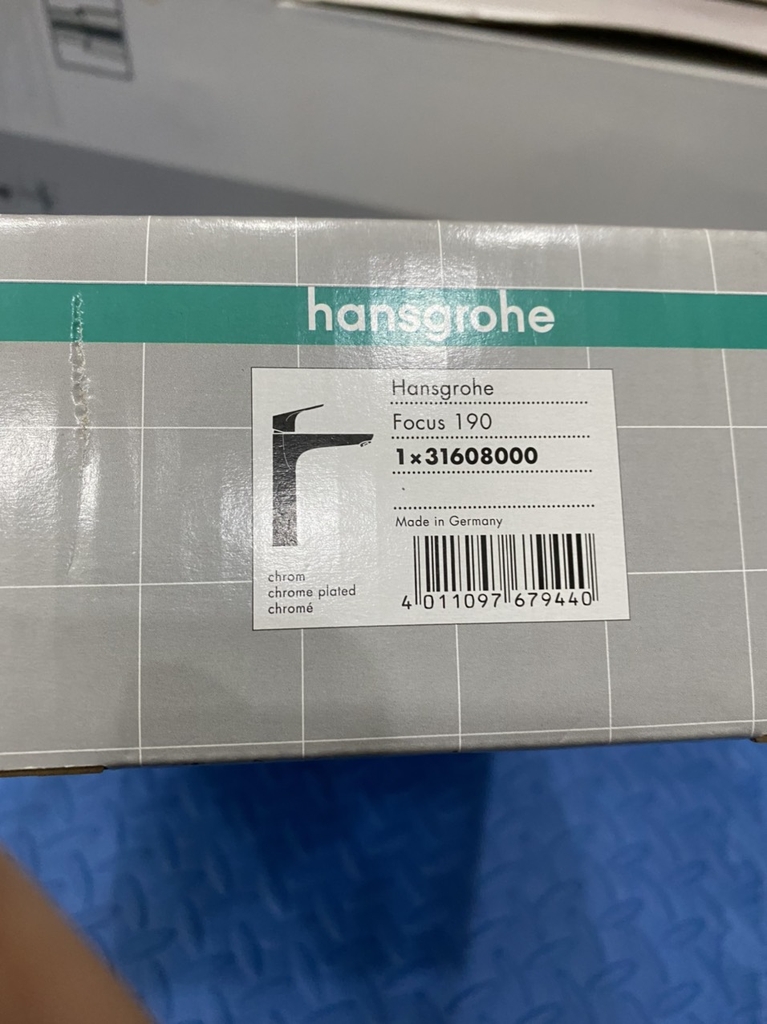 hansgrohe
Hansgrohe
Focus 190
1×31608000
Made in Germany
chrom
chrome plated
chromé
4 011097 679440